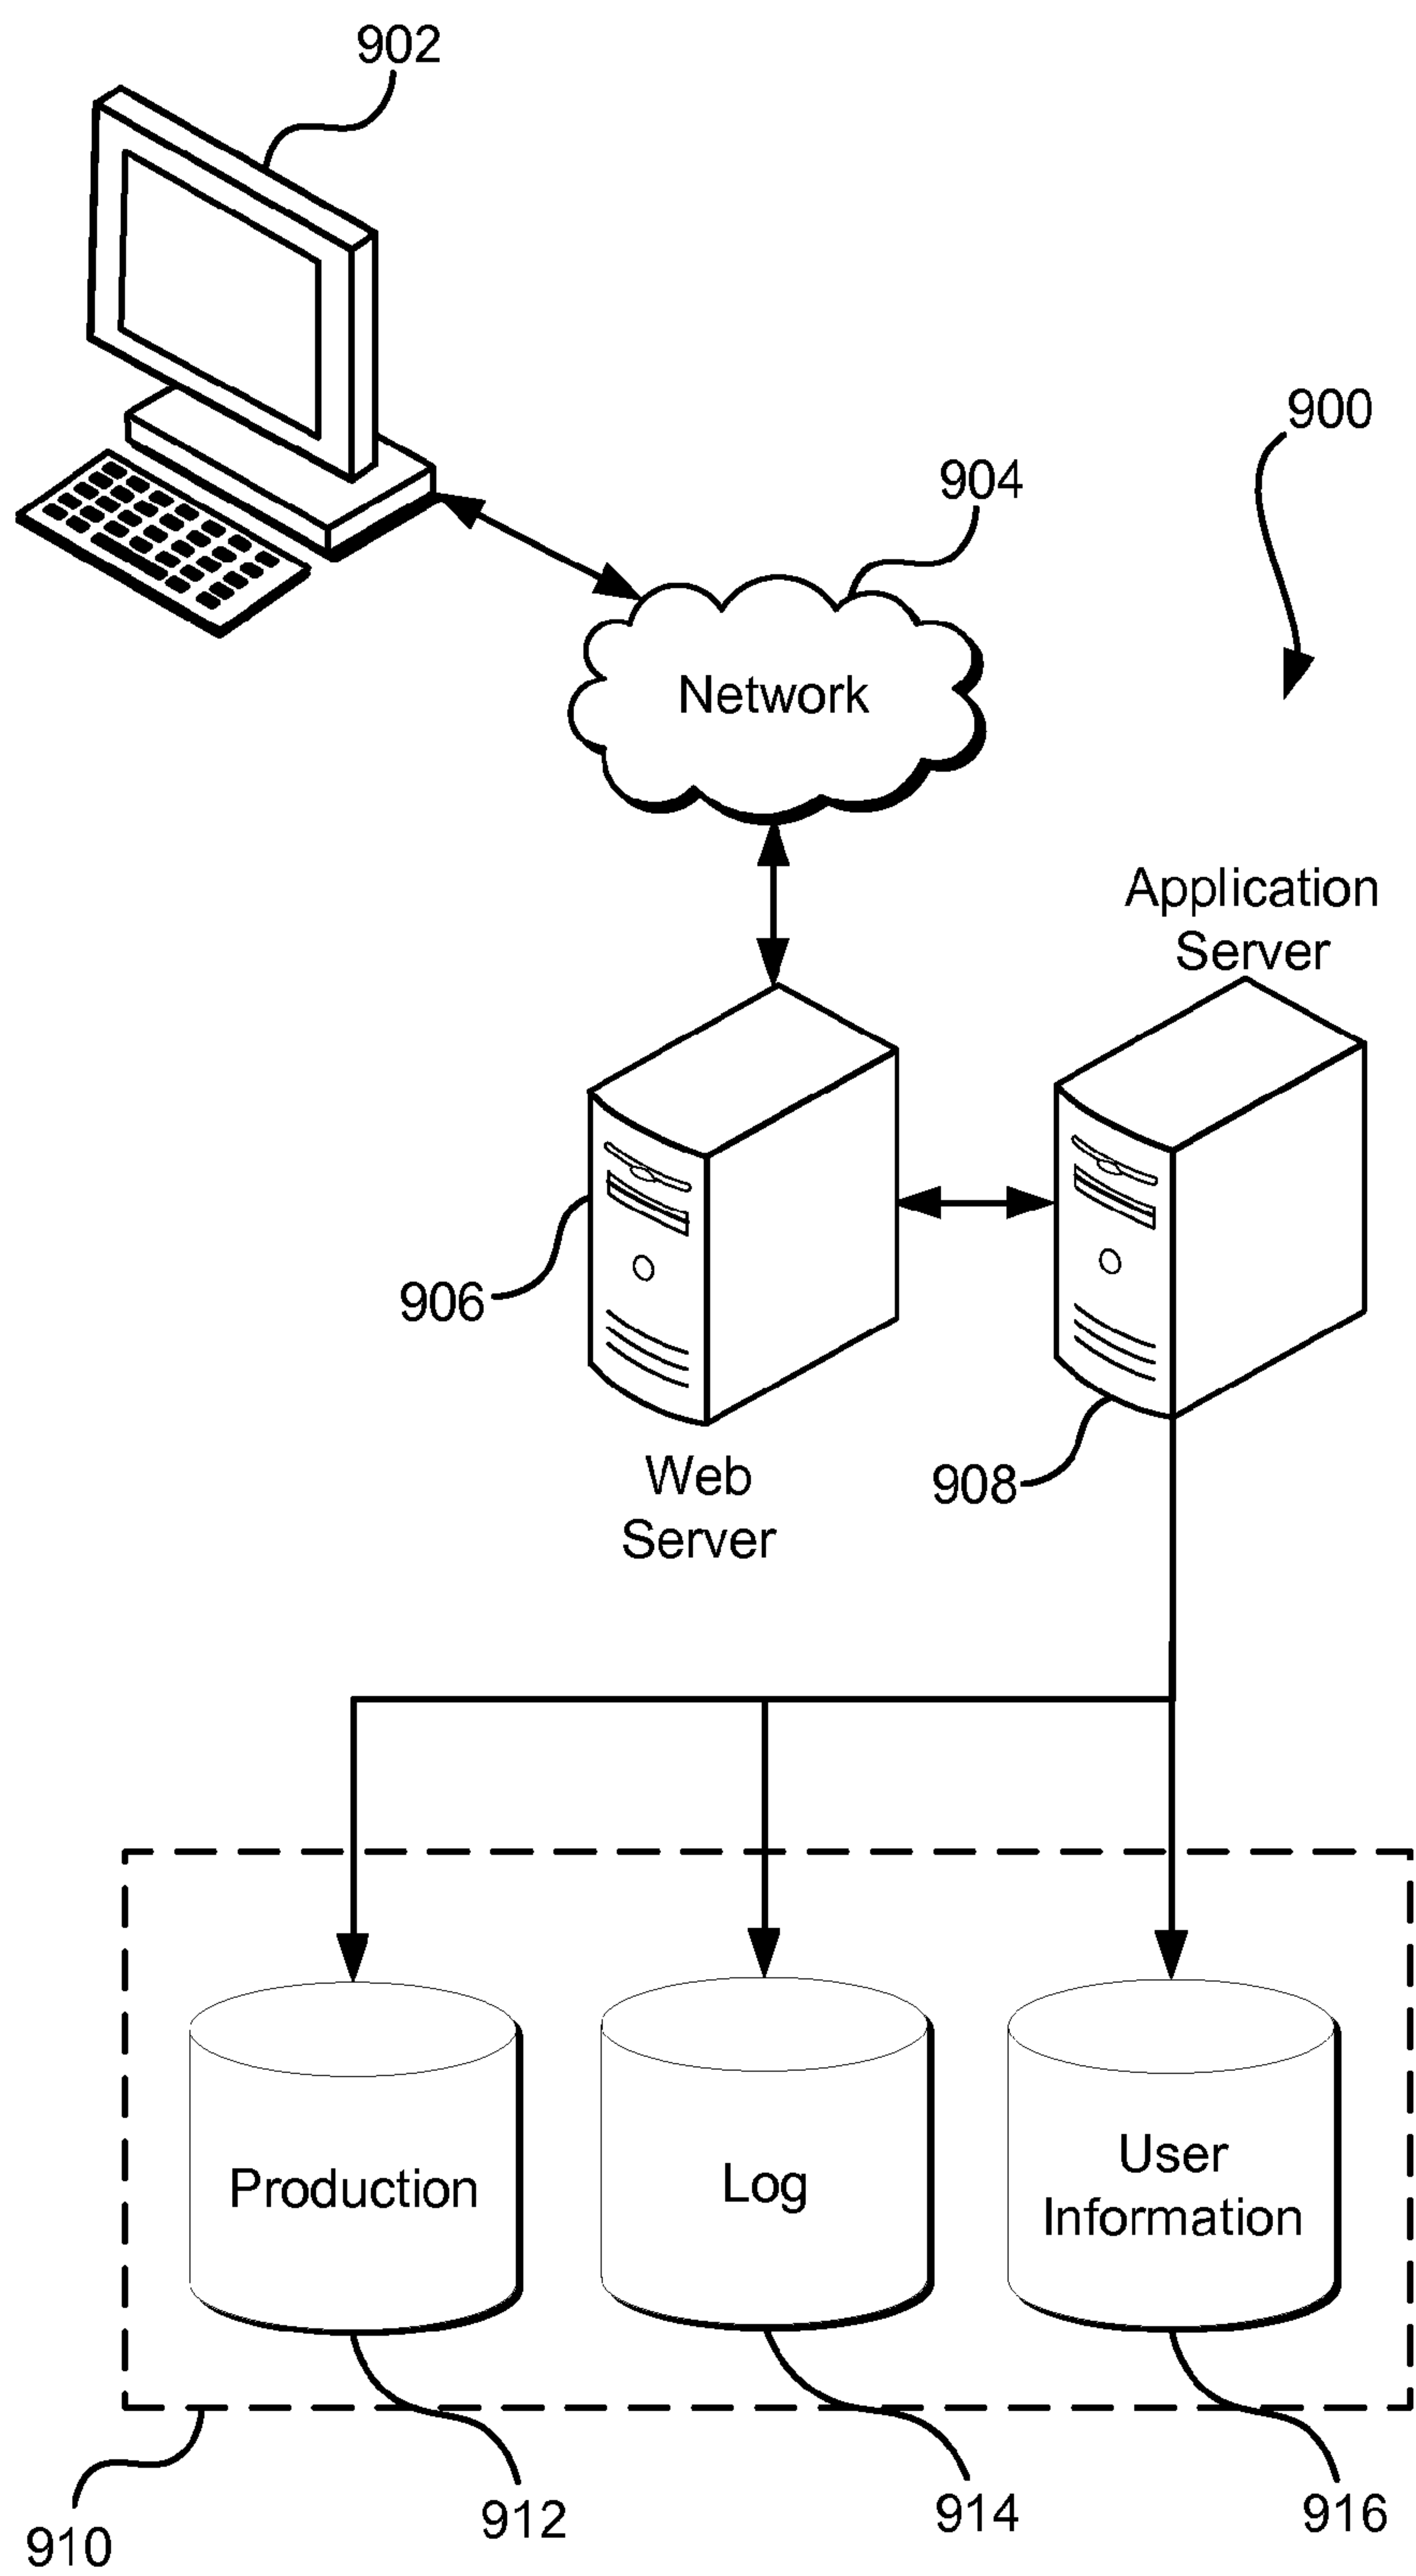 902
900
904
Network
Application
Server
906
Web
Server
908
Production
Log
User
Information
910
912
914
916